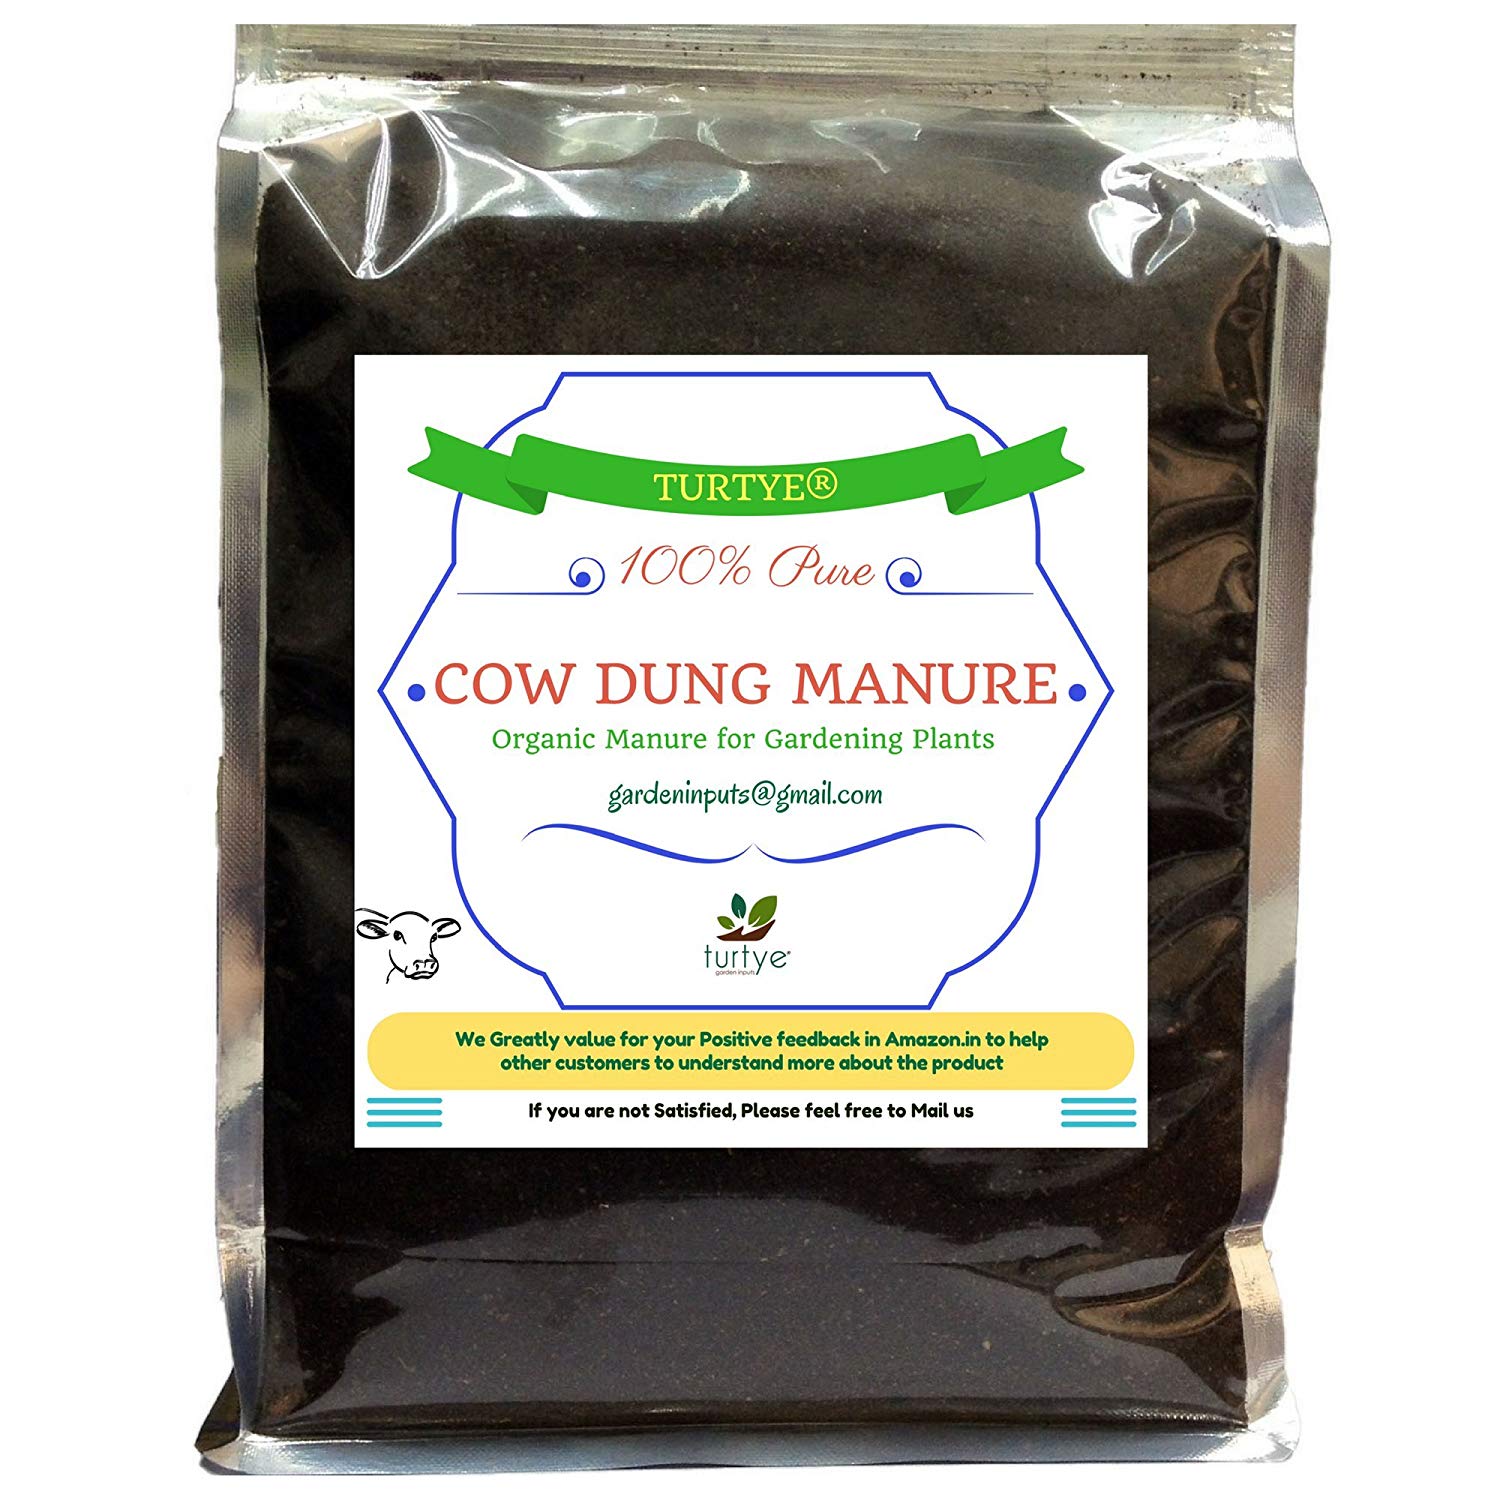 TURTYE®
100% Pure
COW DUNG MANURE
Organic Manure for Gardening Plants
gardeninputs@gmail.com
turtye®
garden inputs
We Greatly value for your Positive feedback in Amazon.in to help
other customers to understand more about the product
If you are not Satisfied, Please feel free to Mail us